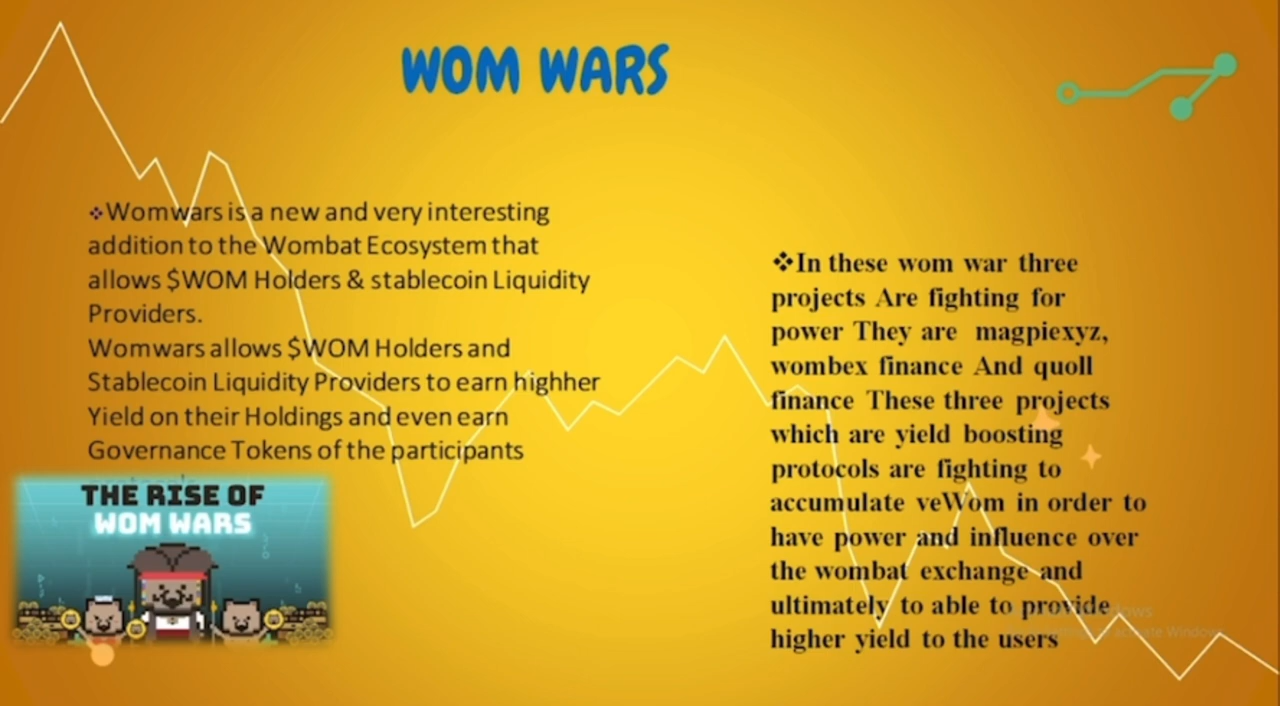 WOM WARS
❖Womwars is a new and very interesting
addition to the Wombat Ecosystem that
allows $WOM Holders & stablecoin Liquidity
Providers.
Womwars allows $WOM Holders and
Stablecoin Liquidity Providers to earn highher
Yield on their Holdings and even earn
Governance Tokens of the participants
THE RISE OF
WOM WARS
❖In these wom war three
projects Are fighting for
power They are magpiexyz,
wombex finance And quoll
finance These three projects
which are yield boosting
protocols are fighting to
accumulate veWom in order to
have power and influence over
the wombat exchange and
ultimately to able to provide
higher yield to the users